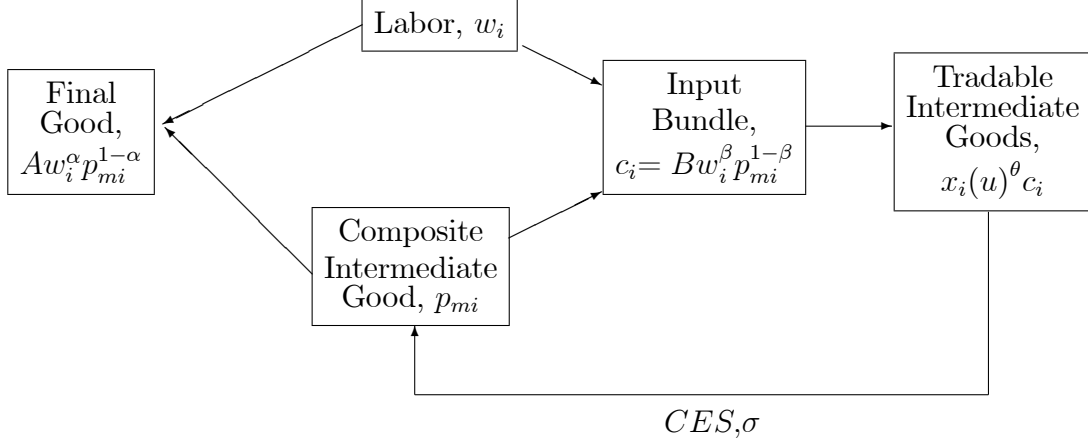 Labor, $w_i$
Final
Good,
$Aw_i^{\alpha}p_{mi}^{1-\alpha}$
Input
Bundle,
$c_i = Bw_i^{\beta}p_{mi}^{1-\beta}$
Tradable
Intermediate
Goods,
$x_i(u)^{\theta}c_i$
Composite
Intermediate
Good, $p_{mi}$
$CES,\sigma$